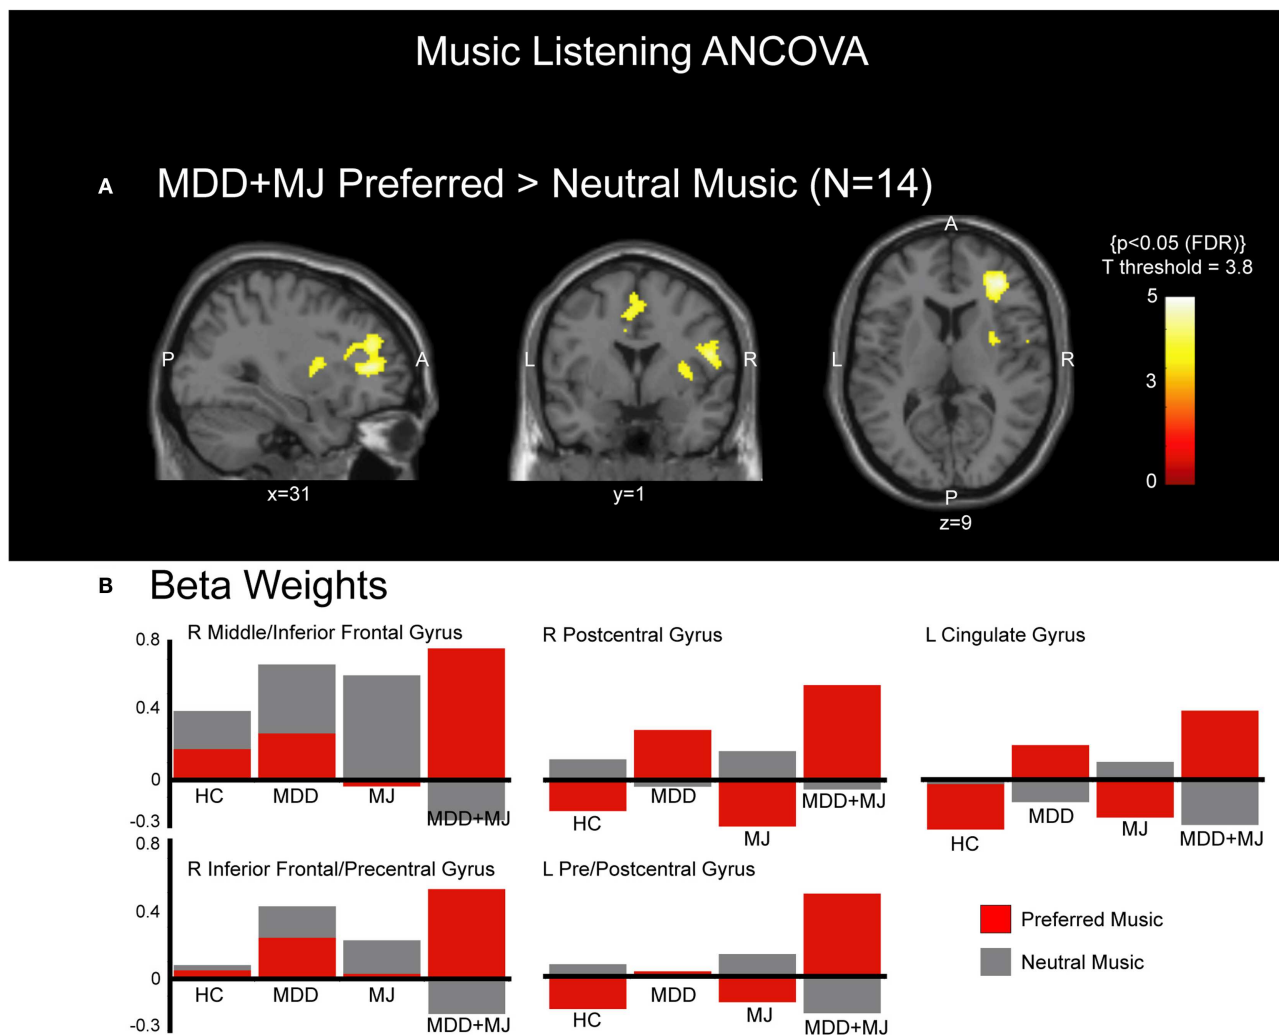 Music Listening ANCOVA
A MDD+MJ Preferred > Neutral Music (N=14)
A
{p<0.05 (FDR)}
T threshold = 3.8
5
3
0
P A L R L R
P
x=31 y=1 z=9
B Beta Weights
R Middle/Inferior Frontal Gyrus
0.8
0.4
0
-0.3
HC MDD MJ MDD+MJ
R Postcentral Gyrus
HC MDD MJ MDD+MJ
L Cingulate Gyrus
HC MDD MJ MDD+MJ
R Inferior Frontal/Precentral Gyrus
0.8
0.4
0
-0.3
HC MDD MJ MDD+MJ
L Pre/Postcentral Gyrus
HC MDD MJ MDD+MJ
Preferred Music
Neutral Music